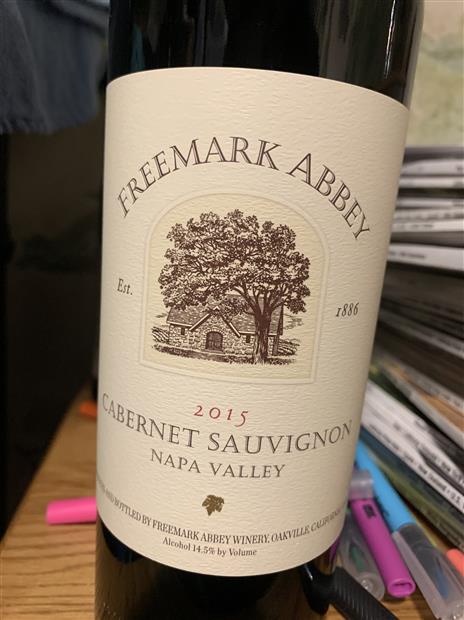 FREEMARK ABBEY
Est. 1886
2015
CABERNET SAUVIGNON
NAPA VALLEY
AND BOTTLED BY FREEMARK ABBEY WINERY, OAKVILLE, CALIFORNIA
Alcohol 14.5% by Volume